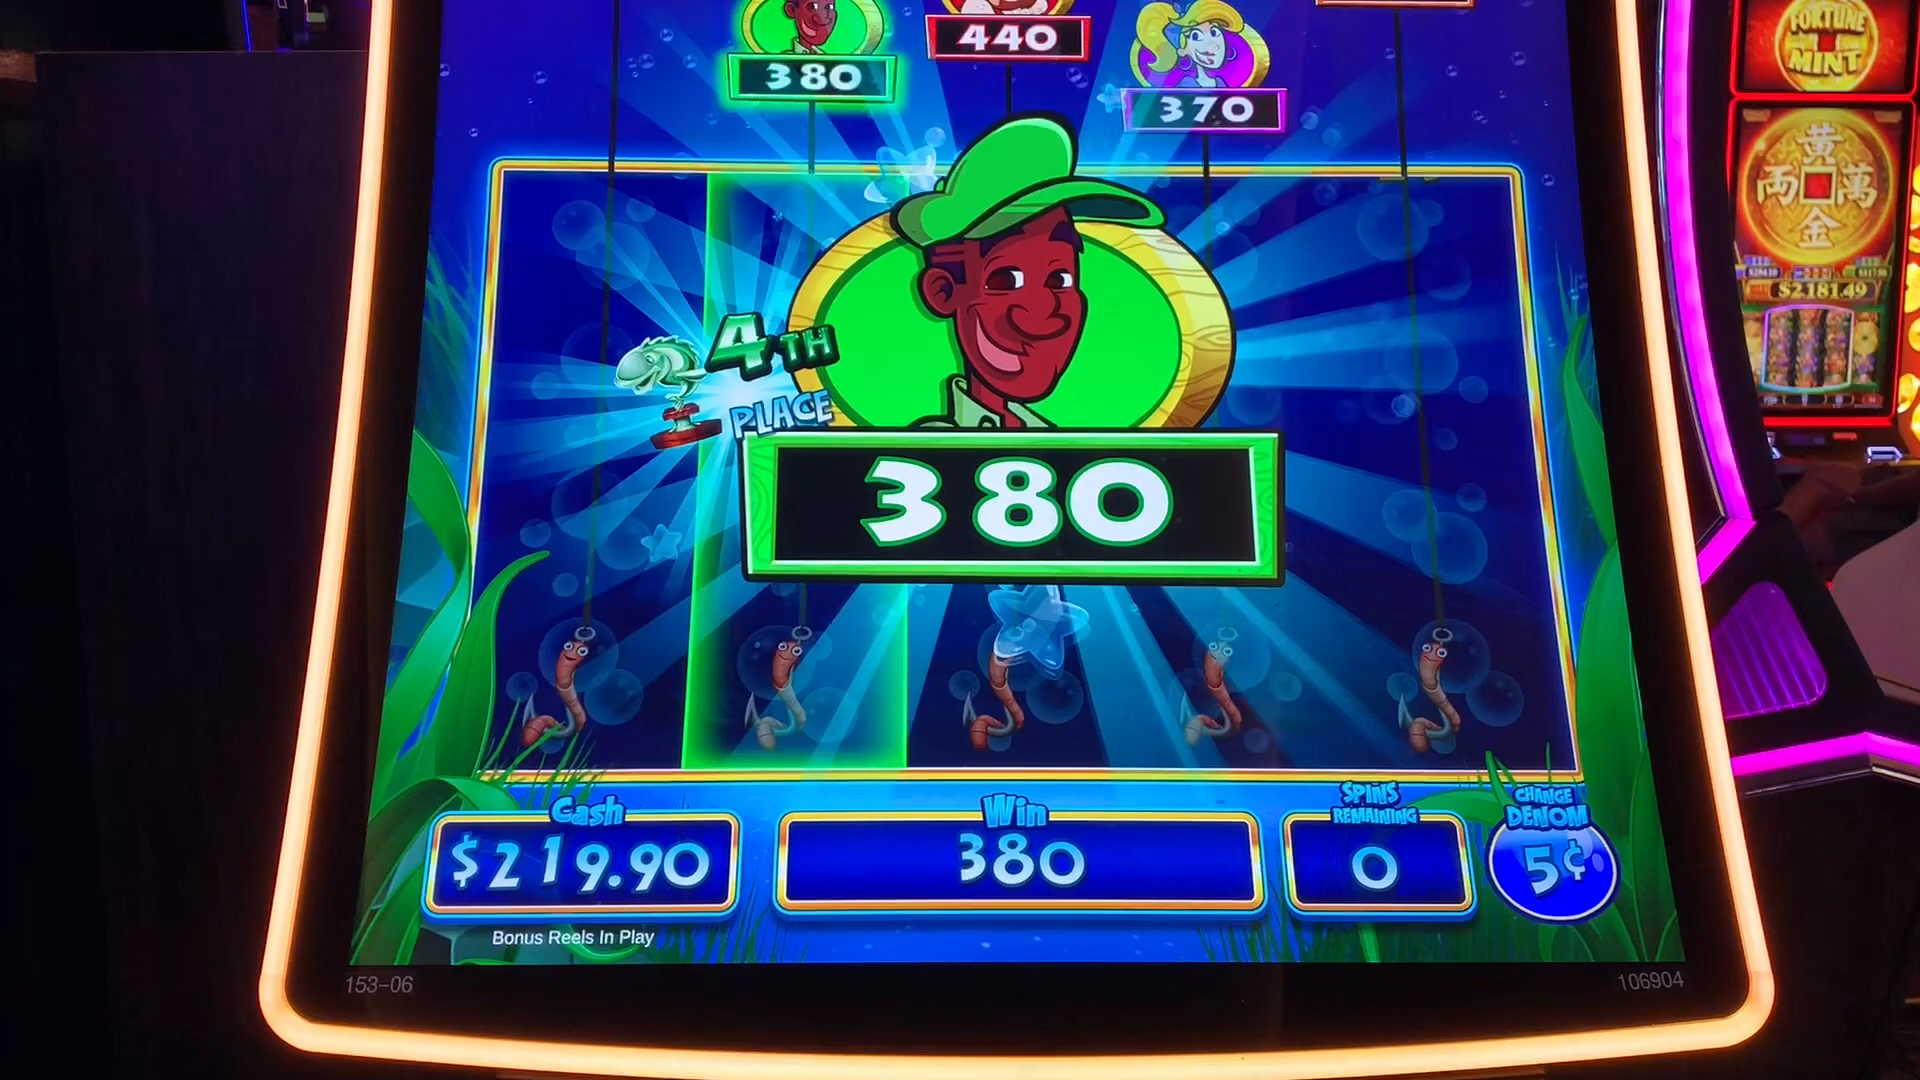 380
440
370
4TH
PLACE
380
Cash
$219.90
Win
380
SPINS
REMAINING
0
CHANGE
DENOM
5¢
Bonus Reels In Play
153-06
106904
FORTUNE
MINT
黃
両 萬
金
$2181.49